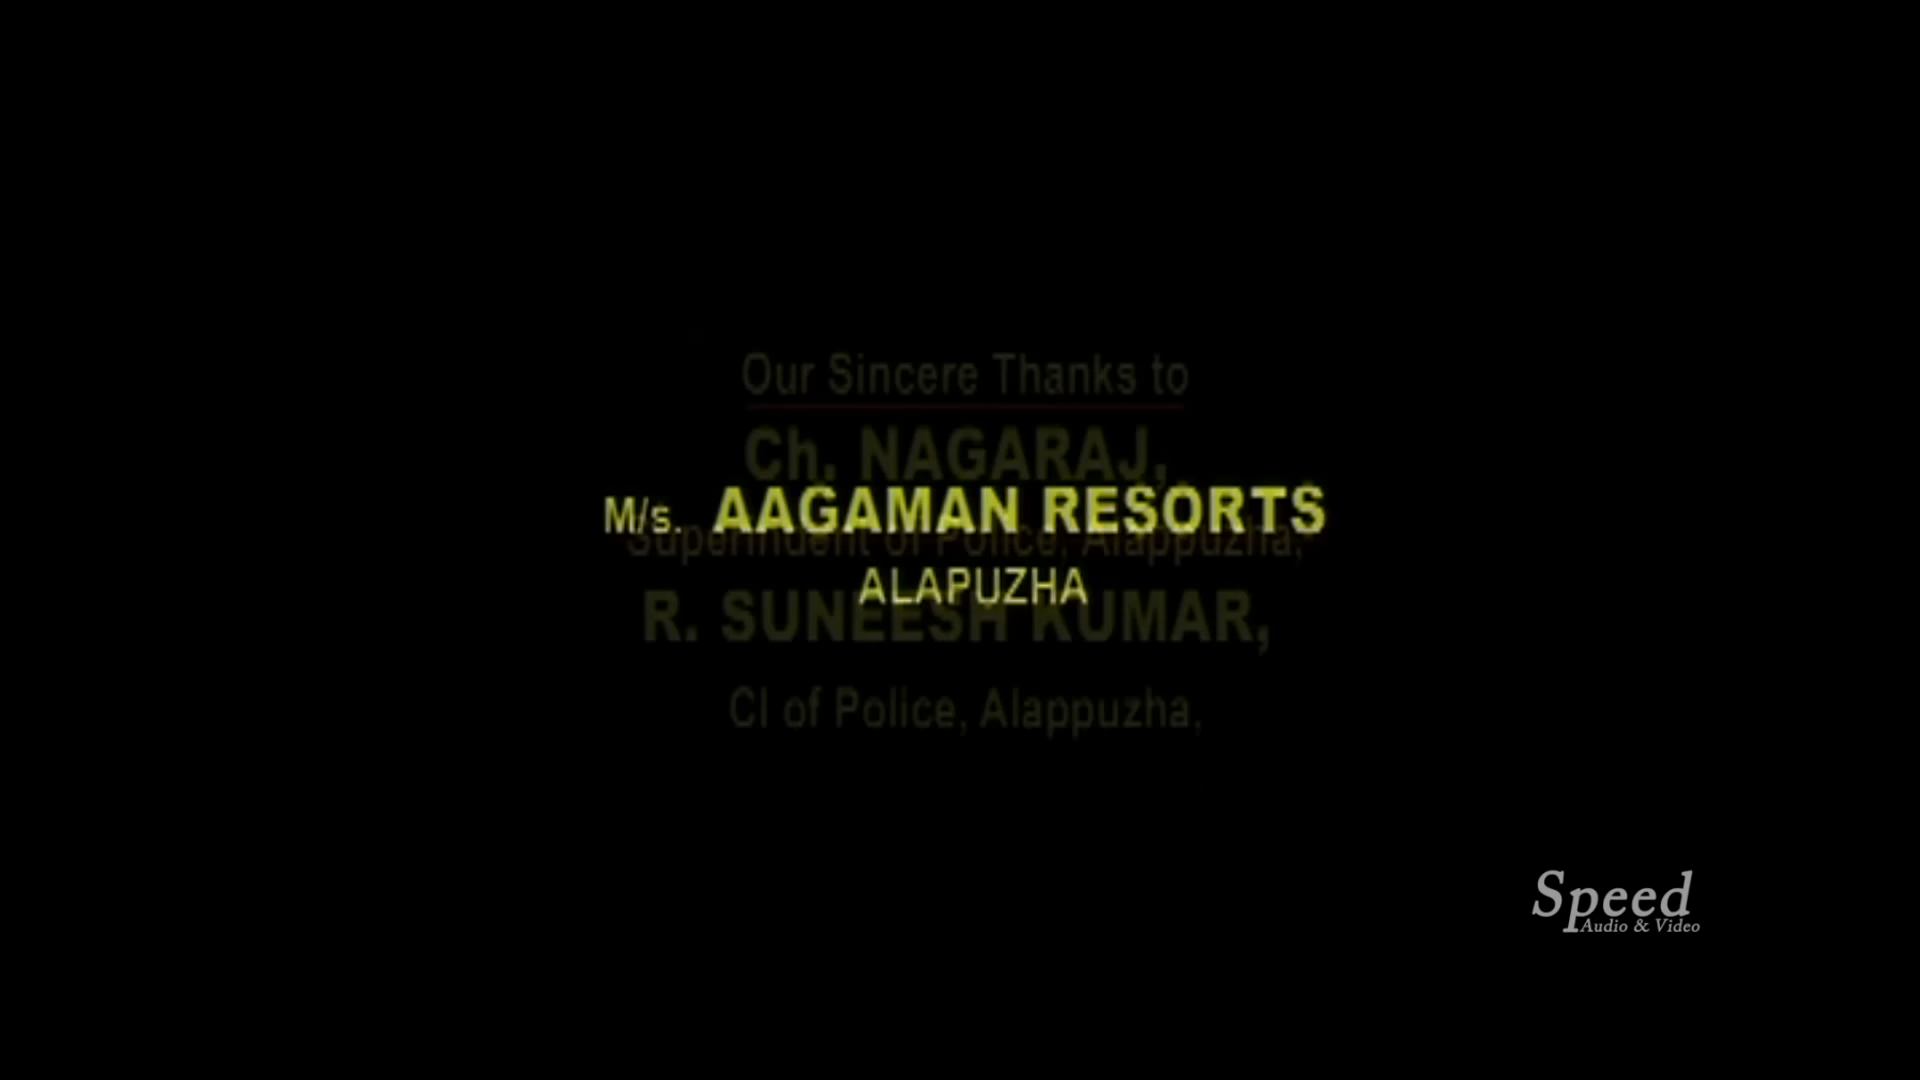 Our Sincere Thanks to
Ch. NAGARAJ,
M/s. AAGAMAN RESORTS
Superindent of Police, Alappuzha,
ALAPUZHA
R. SUNEESH KUMAR,
CI of Police, Alappuzha,
Speed
Audio & Video